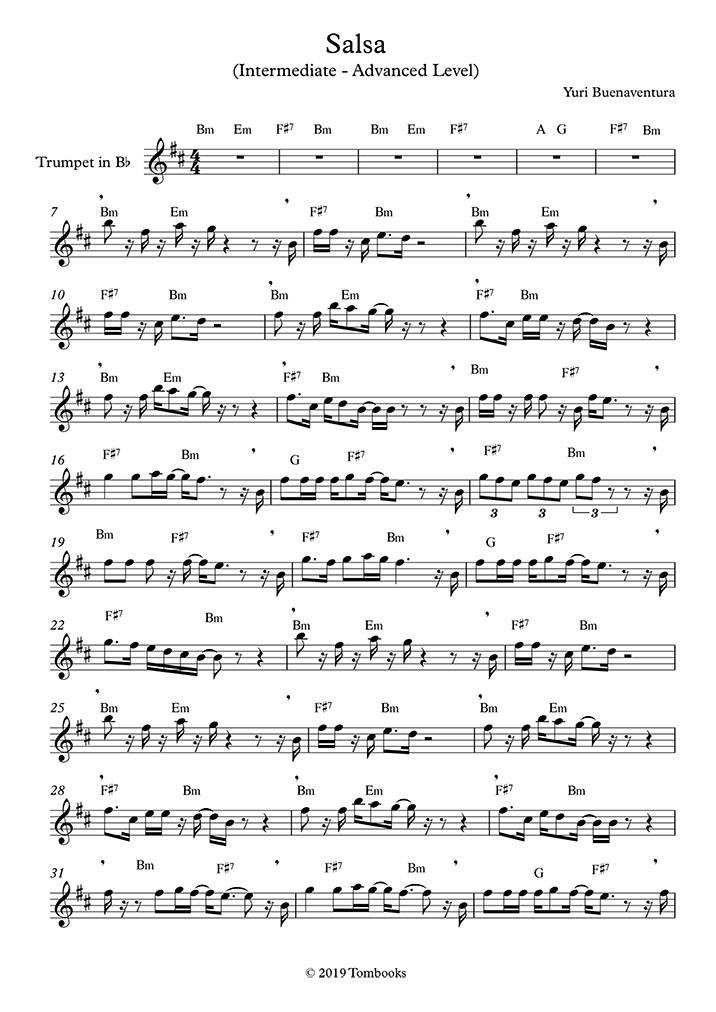 Salsa
(Intermediate - Advanced Level)
Yuri Buenaventura
Bm Em F♯7 Bm Bm Em F♯7 A G F♯7 Bm
Trumpet in B♭
7 Bm Em F♯7 Bm Bm Em
10 F♯7 Bm Bm Em F♯7 Bm
13 Bm Em F♯7 Bm Bm F♯7
16 F♯7 Bm G F♯7 F♯7 Bm
3 3 3
19 Bm F♯7 F♯7 Bm G F♯7
22 F♯7 Bm Bm Em F♯7 Bm
25 Bm Em F♯7 Bm Bm Em
28 F♯7 Bm Bm Em F♯7 Bm
31 Bm F♯7 F♯7 Bm G F♯7
© 2019 Tombooks